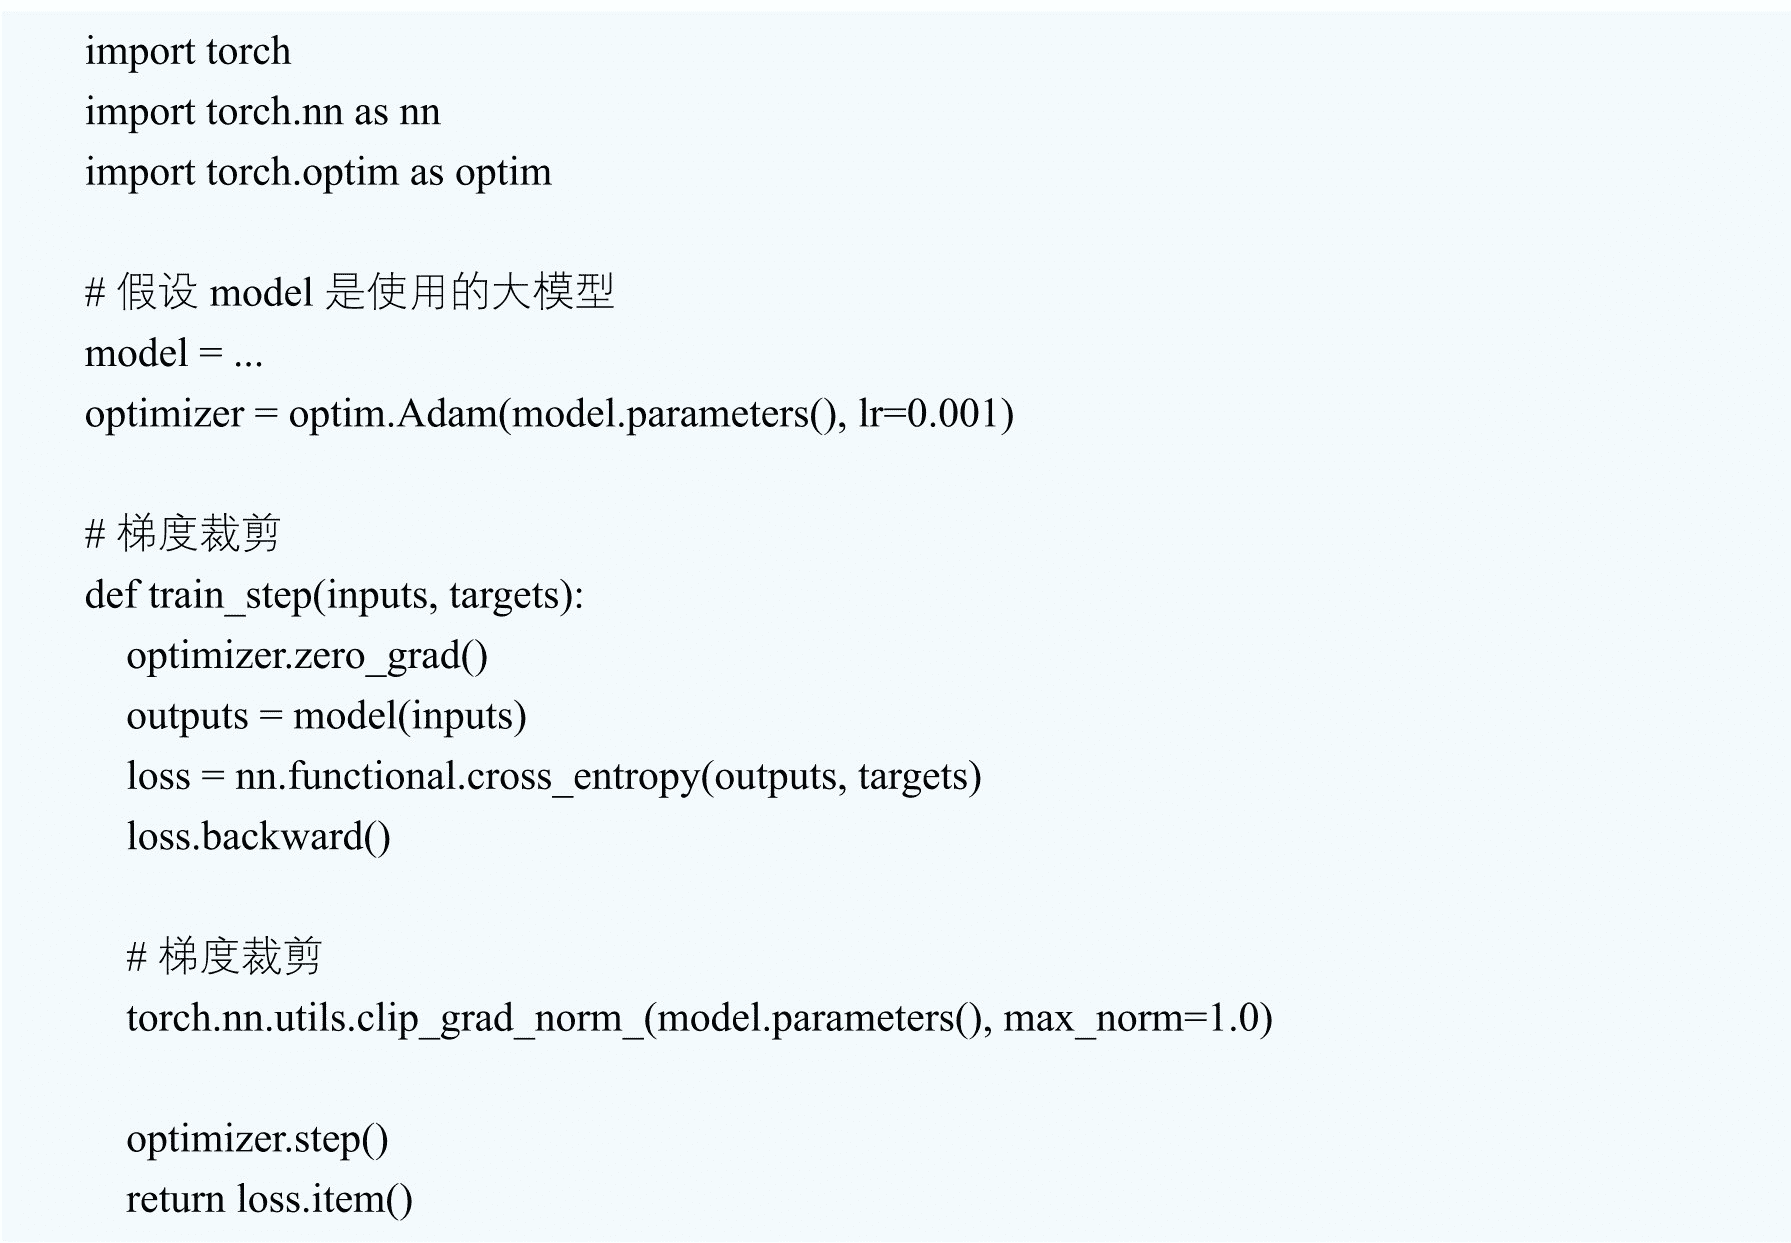 import torch
import torch.nn as nn
import torch.optim as optim
# 假设 model 是使用的大模型
model = ...
optimizer = optim.Adam(model.parameters(), lr=0.001)
# 梯度裁剪
def train_step(inputs, targets):
    optimizer.zero_grad()
    outputs = model(inputs)
    loss = nn.functional.cross_entropy(outputs, targets)
    loss.backward()
    # 梯度裁剪
    torch.nn.utils.clip_grad_norm_(model.parameters(), max_norm=1.0)
    optimizer.step()
    return loss.item()